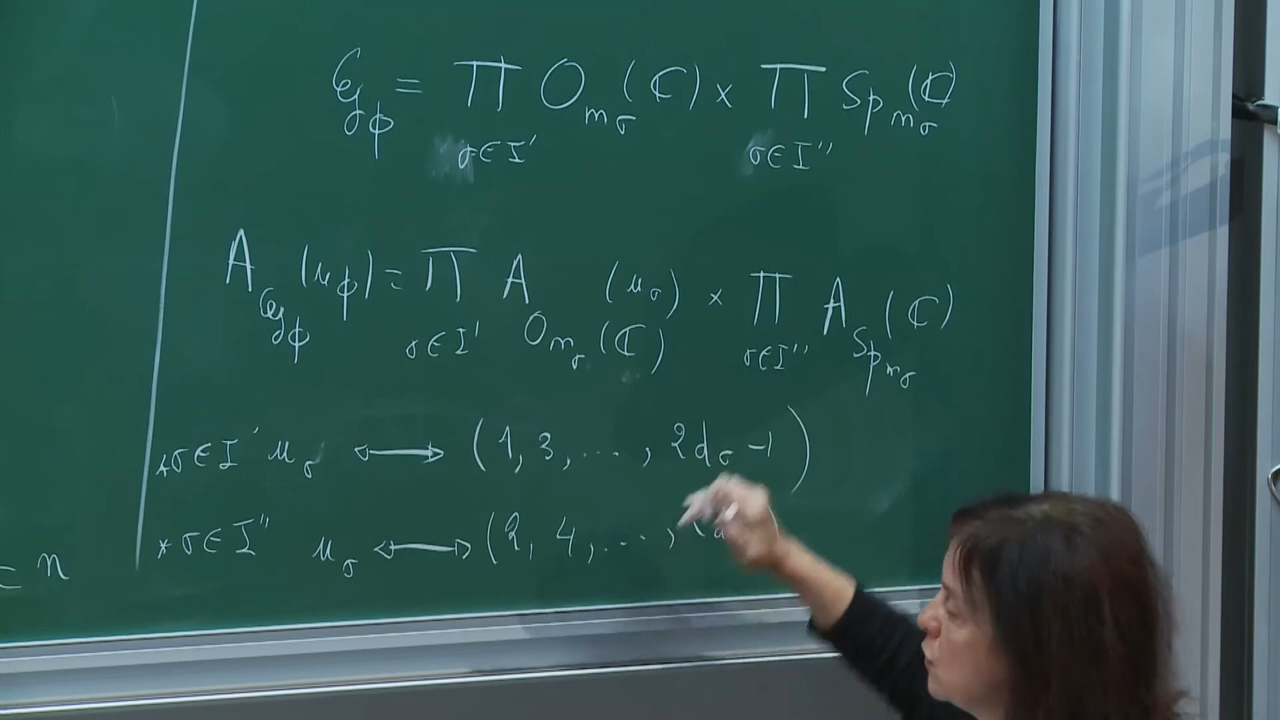 𝒢_φ = ∏_{σ∈I'} O_{m_σ}(ℂ) × ∏_{σ∈I''} Sp_{m_σ}(ℂ)
A_{𝒢_φ}(u_φ) = ∏_{σ∈I'} A_{O_{m_σ}(ℂ)}(u_σ) × ∏_{σ∈I''} A_{Sp_{m_σ}}(ℂ)
* σ∈I' u_σ ⟷ (1, 3, ..., 2d_σ -1)
* σ∈I'' u_σ ⟷ (2, 4, ...,
= n